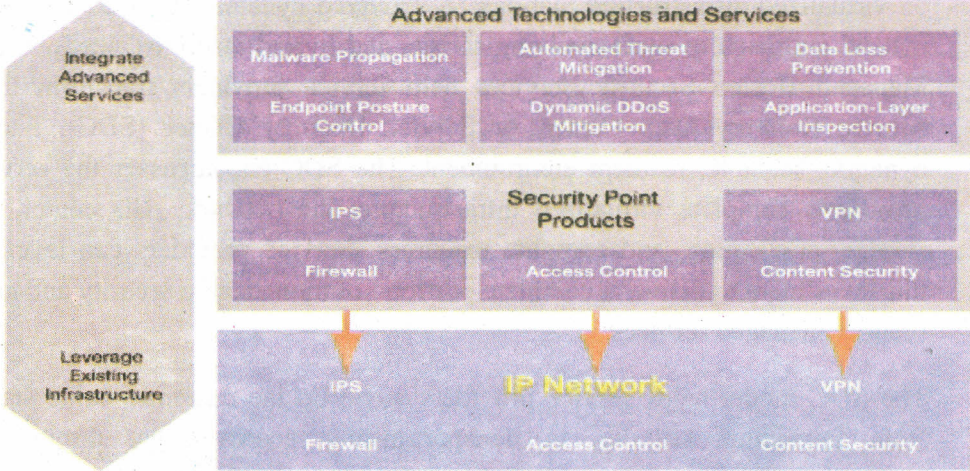 Advanced Technologies and Services
Integrate
Advanced
Services
Malware Propagation
Automated Threat
Mitigation
Data Loss
Prevention
Endpoint Posture
Control
Dynamic DDoS
Mitigation
Application-Layer
Inspection
IPS
Security Point
Products
VPN
Firewall
Access Control
Content Security
Leverage
Existing
Infrastructure
IPS
IP Network
VPN
Firewall
Access Control
Content Security